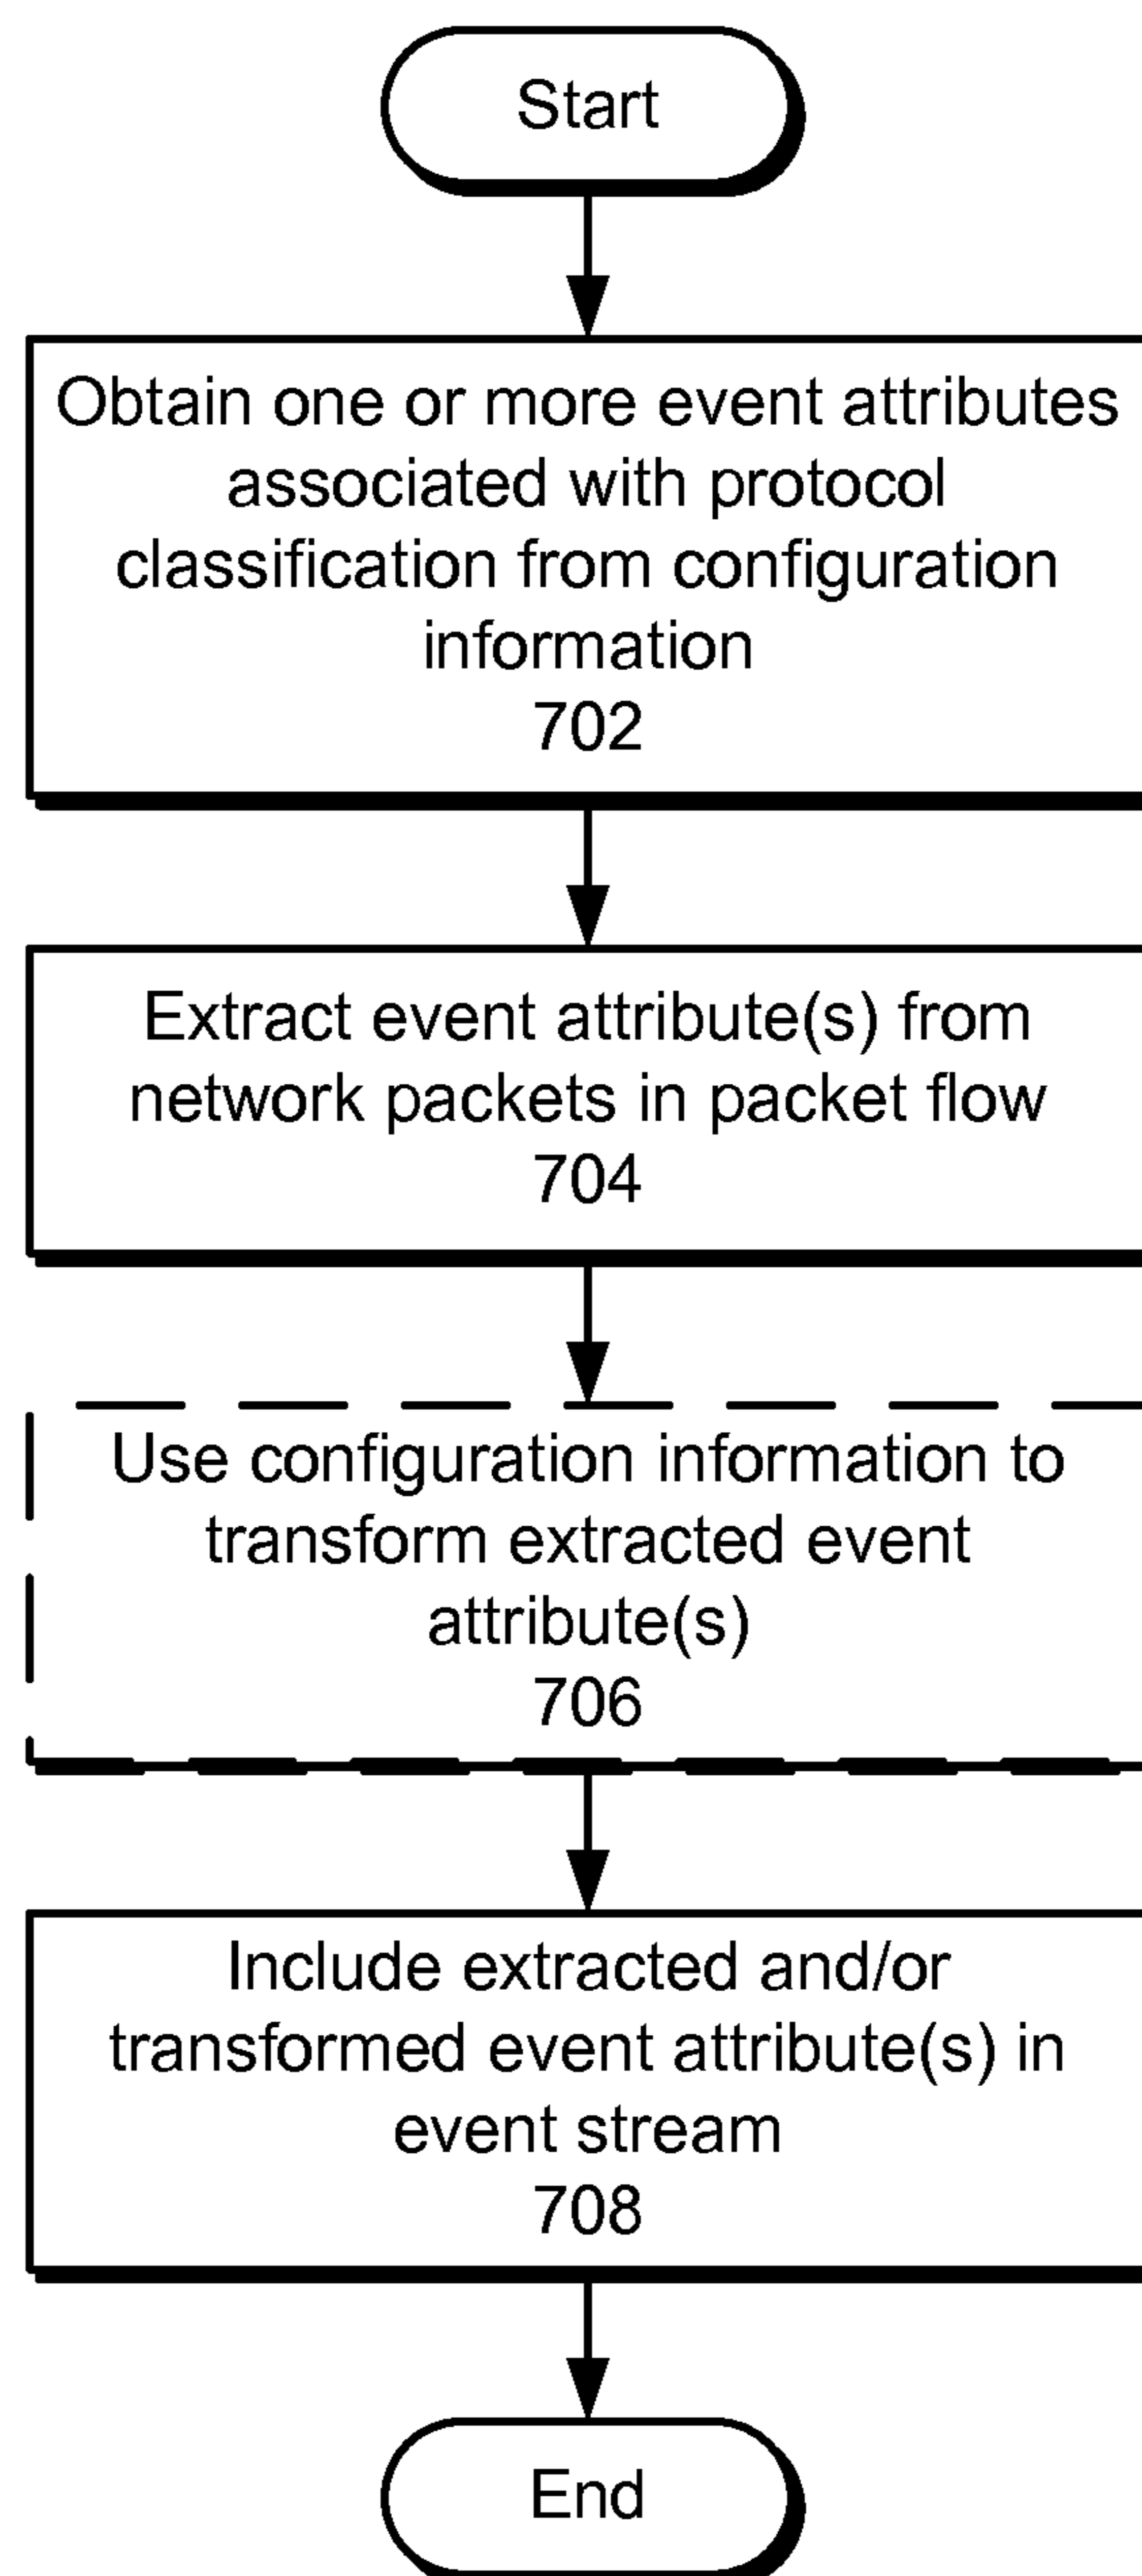 Start
Obtain one or more event attributes
associated with protocol
classification from configuration
information
702
Extract event attribute(s) from
network packets in packet flow
704
Use configuration information to
transform extracted event
attribute(s)
706
Include extracted and/or
transformed event attribute(s) in
event stream
708
End